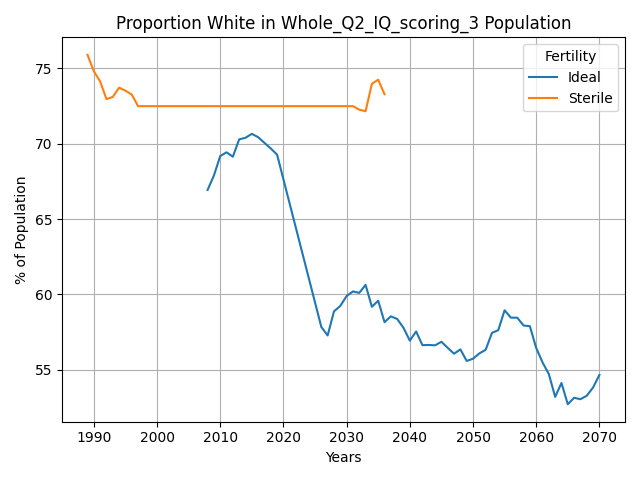 Proportion White in Whole_Q2_IQ_scoring_3 Population
Fertility
Ideal
Sterile
% of Population
75
70
65
60
55
1990 2000 2010 2020 2030 2040 2050 2060 2070
Years